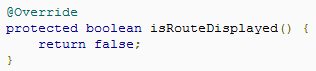 @Override
protected boolean isRouteDisplayed() {
    return false;
}